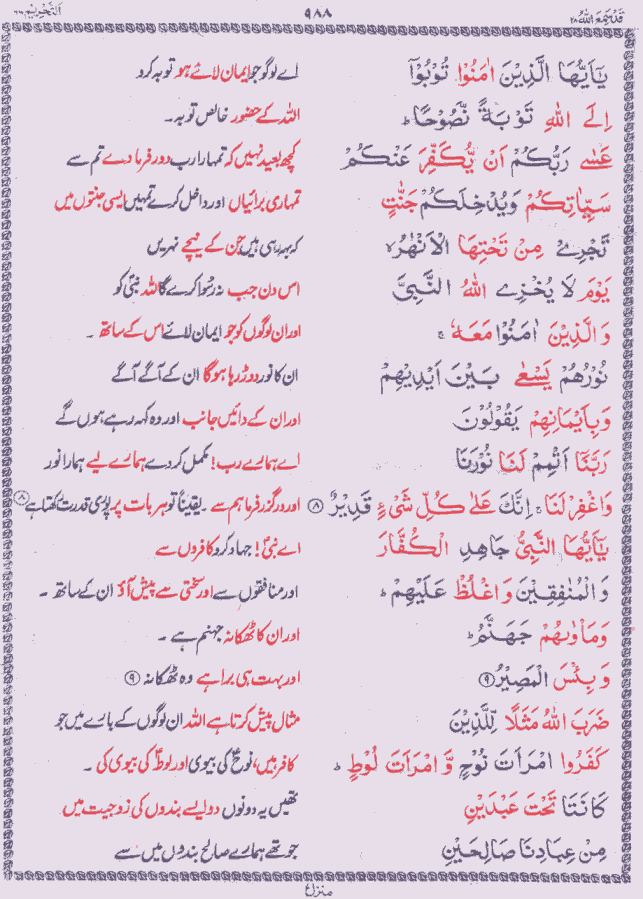 قد سمع اللہ ۲۸ ۹۸۸ التحریم ۶۶
يٰۤاَيُّهَا الَّذِيْنَ اٰمَنُوْا تُوْبُوْۤا اے لوگو جو ایمان لائے ہو توبہ کرو
اِلَى اللّٰهِ تَوْبَةً نَّصُوْحًا ؕ اللہ کے حضور خالص توبہ۔
عَسٰى رَبُّكُمْ اَنْ يُّكَفِّرَ عَنْكُمْ کچھ بعید نہیں کہ تمہارا رب دور فرما دے تم سے
سَيِّاٰتِكُمْ وَيُدْخِلَكُمْ جَنّٰتٍ تمہاری برائیاں اور داخل کرے تمہیں ایسی جنتوں میں
تَجْرِىْ مِنْ تَحْتِهَا الْاَنْهٰرُ ۙ کہ بہہ رہی ہیں جن کے نیچے نہریں
يَوْمَ لَا يُخْزِى اللّٰهُ النَّبِىَّ اس دن جب نہ رسوا کرے گا اللہ نبیؐ کو
وَالَّذِيْنَ اٰمَنُوْا مَعَهٗ ۚ اور ان لوگوں کو جو ایمان لائے اس کے ساتھ ۔
نُوْرُهُمْ يَسْعٰى بَيْنَ اَيْدِيْهِمْ ان کا نور دوڑ رہا ہوگا ان کے آگے آگے
وَبِاَيْمَانِهِمْ يَقُوْلُوْنَ اور ان کے دائیں جانب اور وہ کہہ رہے ہوں گے
رَبَّنَاۤ اَتْمِمْ لَنَا نُوْرَنَا اے ہمارے رب! مکمل کر دے ہمارے لیے ہمارا نور
وَاغْفِرْ لَنَا ۚ اِنَّكَ عَلٰى كُلِّ شَىْءٍ قَدِيْرٌ ﴿۸﴾ اور درگزر فرما ہم سے ۔ یقیناً تو ہر بات پر پوری قدرت رکھتا ہے ﴿۸﴾
يٰۤاَيُّهَا النَّبِىُّ جَاهِدِ الْكُفَّارَ اے نبیؐ! جہاد کرو کافروں سے
وَالْمُنٰفِقِيْنَ وَاغْلُظْ عَلَيْهِمْ ؕ اور منافقوں سے اور سختی سے پیش آؤ ان کے ساتھ ۔
وَمَاْوٰىهُمْ جَهَنَّمُ ؕ اور ان کا ٹھکانہ جہنم ہے ۔
وَبِئْسَ الْمَصِيْرُ ﴿۹﴾ اور بہت ہی برا ہے وہ ٹھکانہ ﴿۹﴾
ضَرَبَ اللّٰهُ مَثَلًا لِّلَّذِيْنَ مثال پیش کرتا ہے اللہ ان لوگوں کے بارے میں جو
كَفَرُوا امْرَاَتَ نُوْحٍ وَّامْرَاَتَ لُوْطٍ ؕ کافر ہیں، نوحؑ کی بیوی اور لوطؑ کی بیوی کی ۔
كَانَتَا تَحْتَ عَبْدَيْنِ تھیں یہ دونوں دو ایسے بندوں کی زوجیت میں
مِنْ عِبَادِنَا صَالِحَيْنِ جو تھے ہمارے صالح بندوں میں سے
منزل ۷